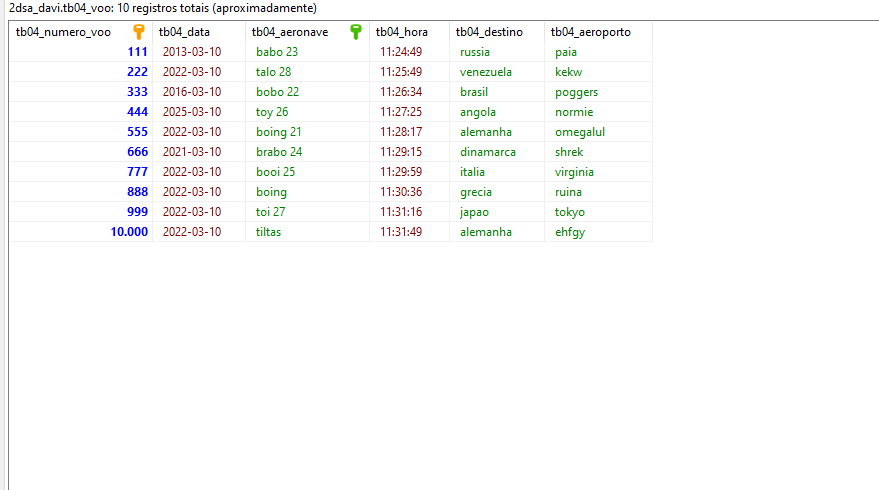 2dsa_davi.tb04_voo: 10 registros totais (aproximadamente)
tb04_numero_voo tb04_data tb04_aeronave tb04_hora tb04_destino tb04_aeroporto
111 2013-03-10 babo 23 11:24:49 russia paia
222 2022-03-10 talo 28 11:25:49 venezuela kekw
333 2016-03-10 bobo 22 11:26:34 brasil poggers
444 2025-03-10 toy 26 11:27:25 angola normie
555 2022-03-10 boing 21 11:28:17 alemanha omegalul
666 2021-03-10 brabo 24 11:29:15 dinamarca shrek
777 2022-03-10 booi 25 11:29:59 italia virginia
888 2022-03-10 boing 11:30:36 grecia ruina
999 2022-03-10 toi 27 11:31:16 japao tokyo
10.000 2022-03-10 tiltas 11:31:49 alemanha ehfgy